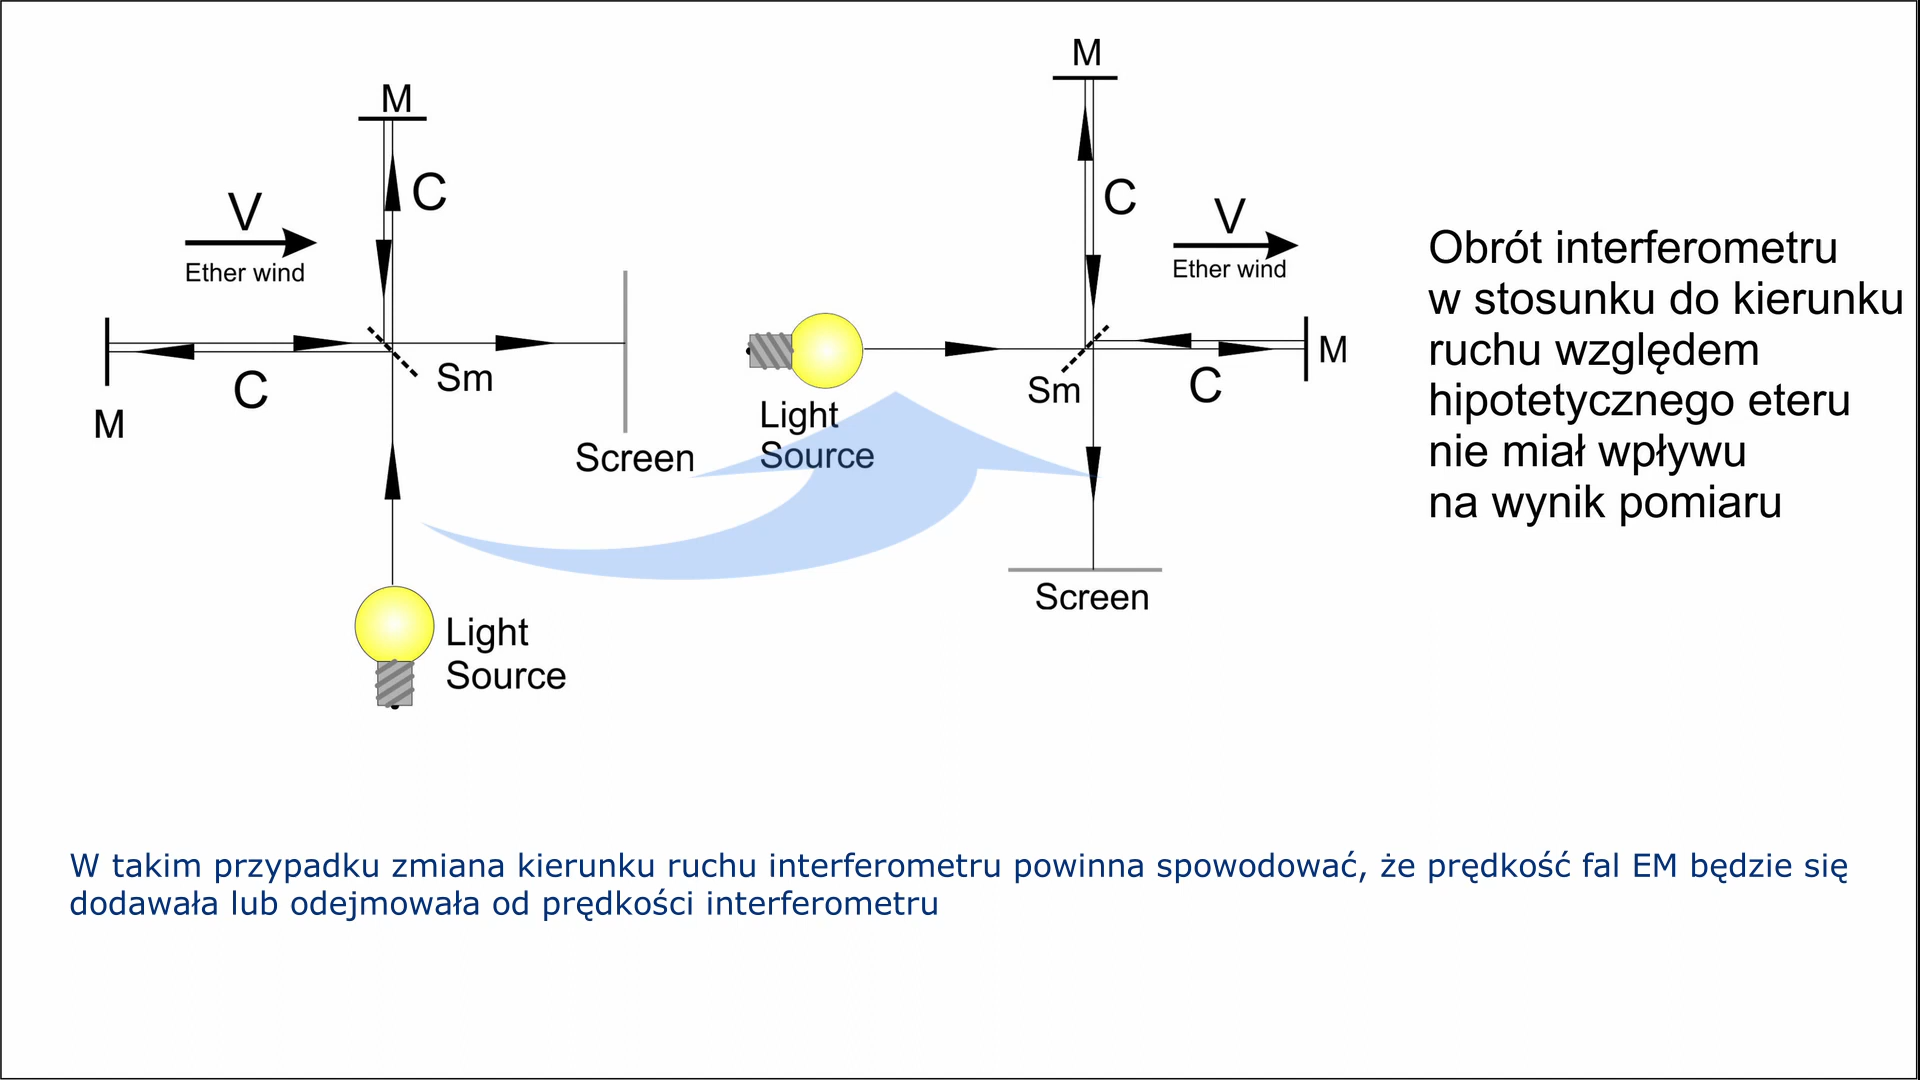 M
C
V
Ether wind
M
C
Sm
Screen
Light
Source
M
C
V
Ether wind
M
C
Sm
Light
Source
Screen
Obrót interferometru
w stosunku do kierunku
ruchu względem
hipotetycznego eteru
nie miał wpływu
na wynik pomiaru
W takim przypadku zmiana kierunku ruchu interferometru powinna spowodować, że prędkość fal EM będzie się
dodawała lub odejmowała od prędkości interferometru